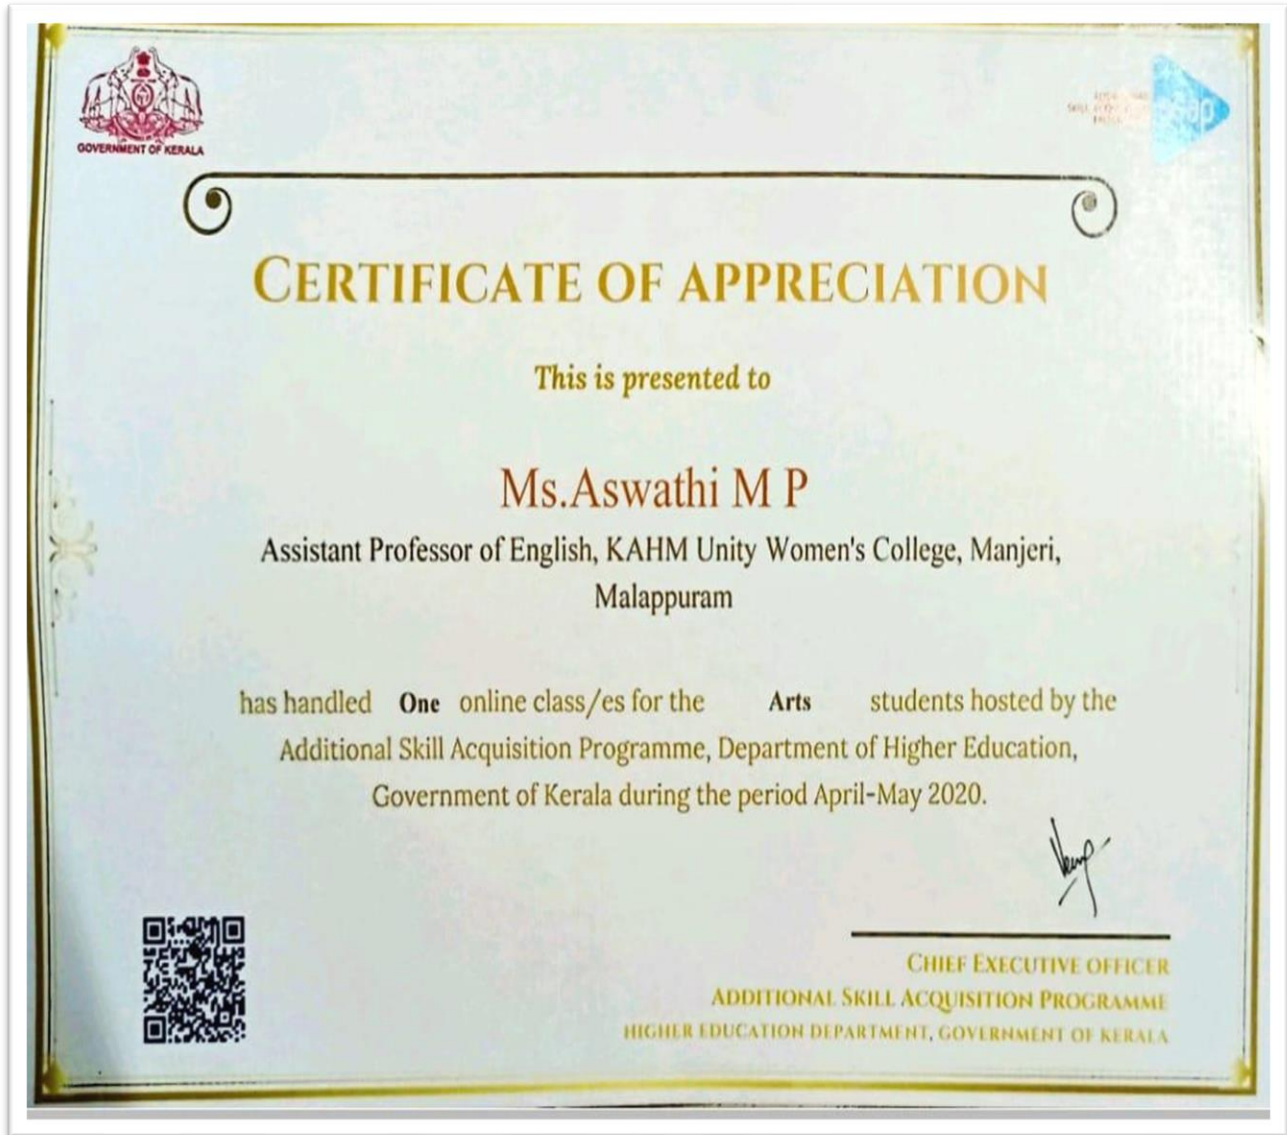 GOVERNMENT OF KERALA
CERTIFICATE OF APPRECIATION
This is presented to
Ms.Aswathi M P
Assistant Professor of English, KAHM Unity Women's College, Manjeri,
Malappuram
has handled One online class/es for the Arts students hosted by the
Additional Skill Acquisition Programme, Department of Higher Education,
Government of Kerala during the period April-May 2020.
CHIEF EXECUTIVE OFFICER
ADDITIONAL SKILL ACQUISITION PROGRAMME
HIGHER EDUCATION DEPARTMENT, GOVERNMENT OF KERALA